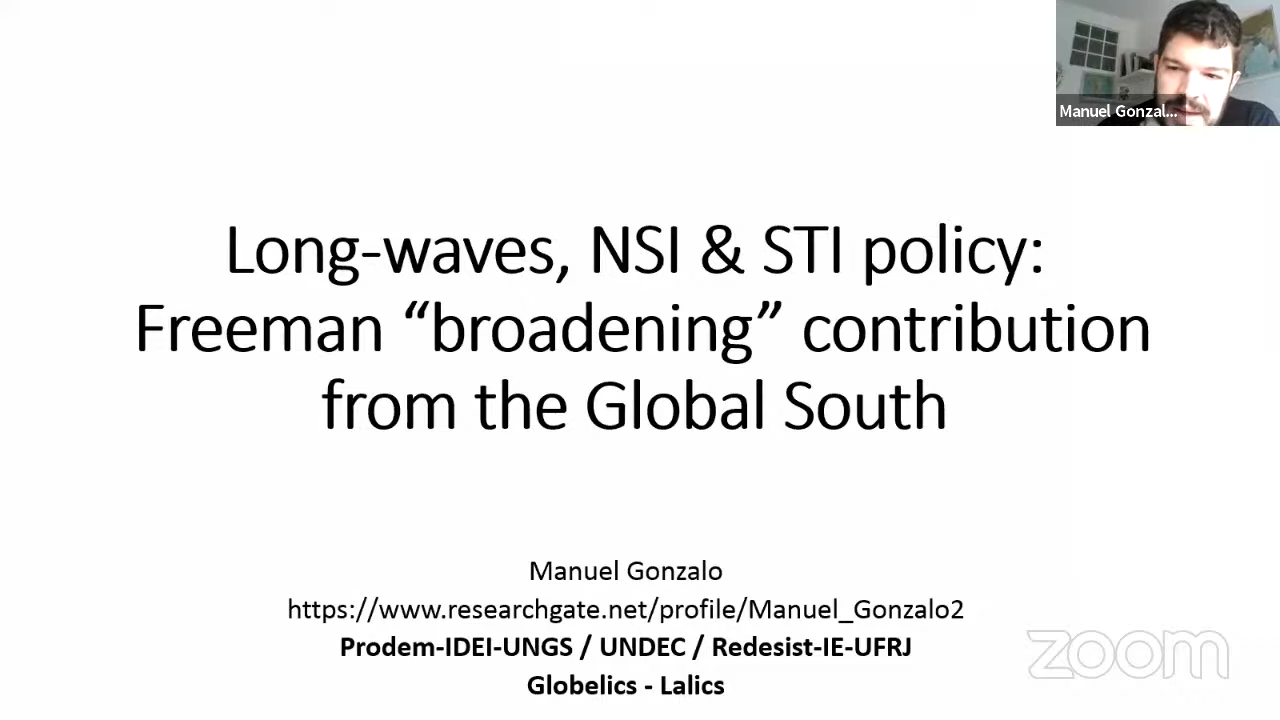 Manuel Gonzal...
Long-waves, NSI & STI policy:
Freeman “broadening” contribution
from the Global South
Manuel Gonzalo
https://www.researchgate.net/profile/Manuel_Gonzalo2
Prodem-IDEI-UNGS / UNDEC / Redesist-IE-UFRJ
Globelics - Lalics
zoom